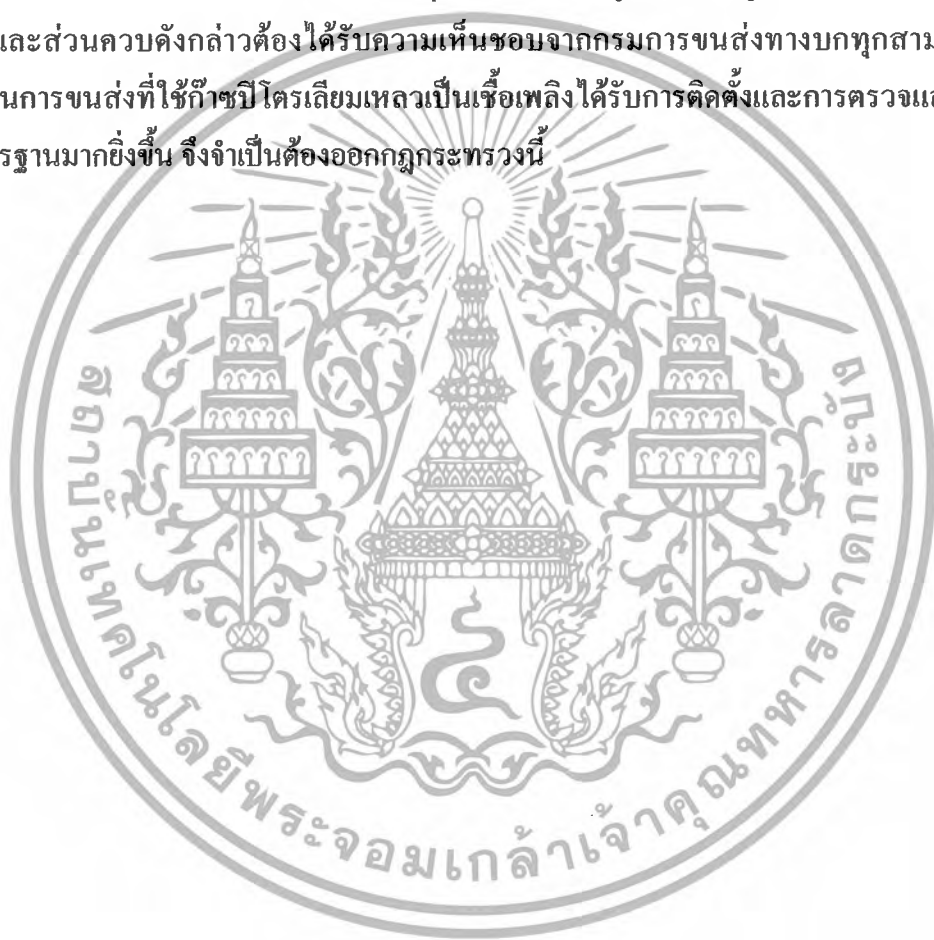 และส่วนควบดังกล่าวต้องได้รับความเห็นชอบจากกรมการขนส่งทางบกทุกสาม
นการขนส่งที่ใช้ก๊าซปิโตรเลียมเหลวเป็นเชื้อเพลิงได้รับการติดตั้งและการตรวจแล
รฐานมากยิ่งขึ้น จึงจำเป็นต้องออกกฎกระทรวงนี้
สถาบันเทคโนโลยีพระจอมเกล้าเจ้าคุณทหารลาดกระบัง
๔